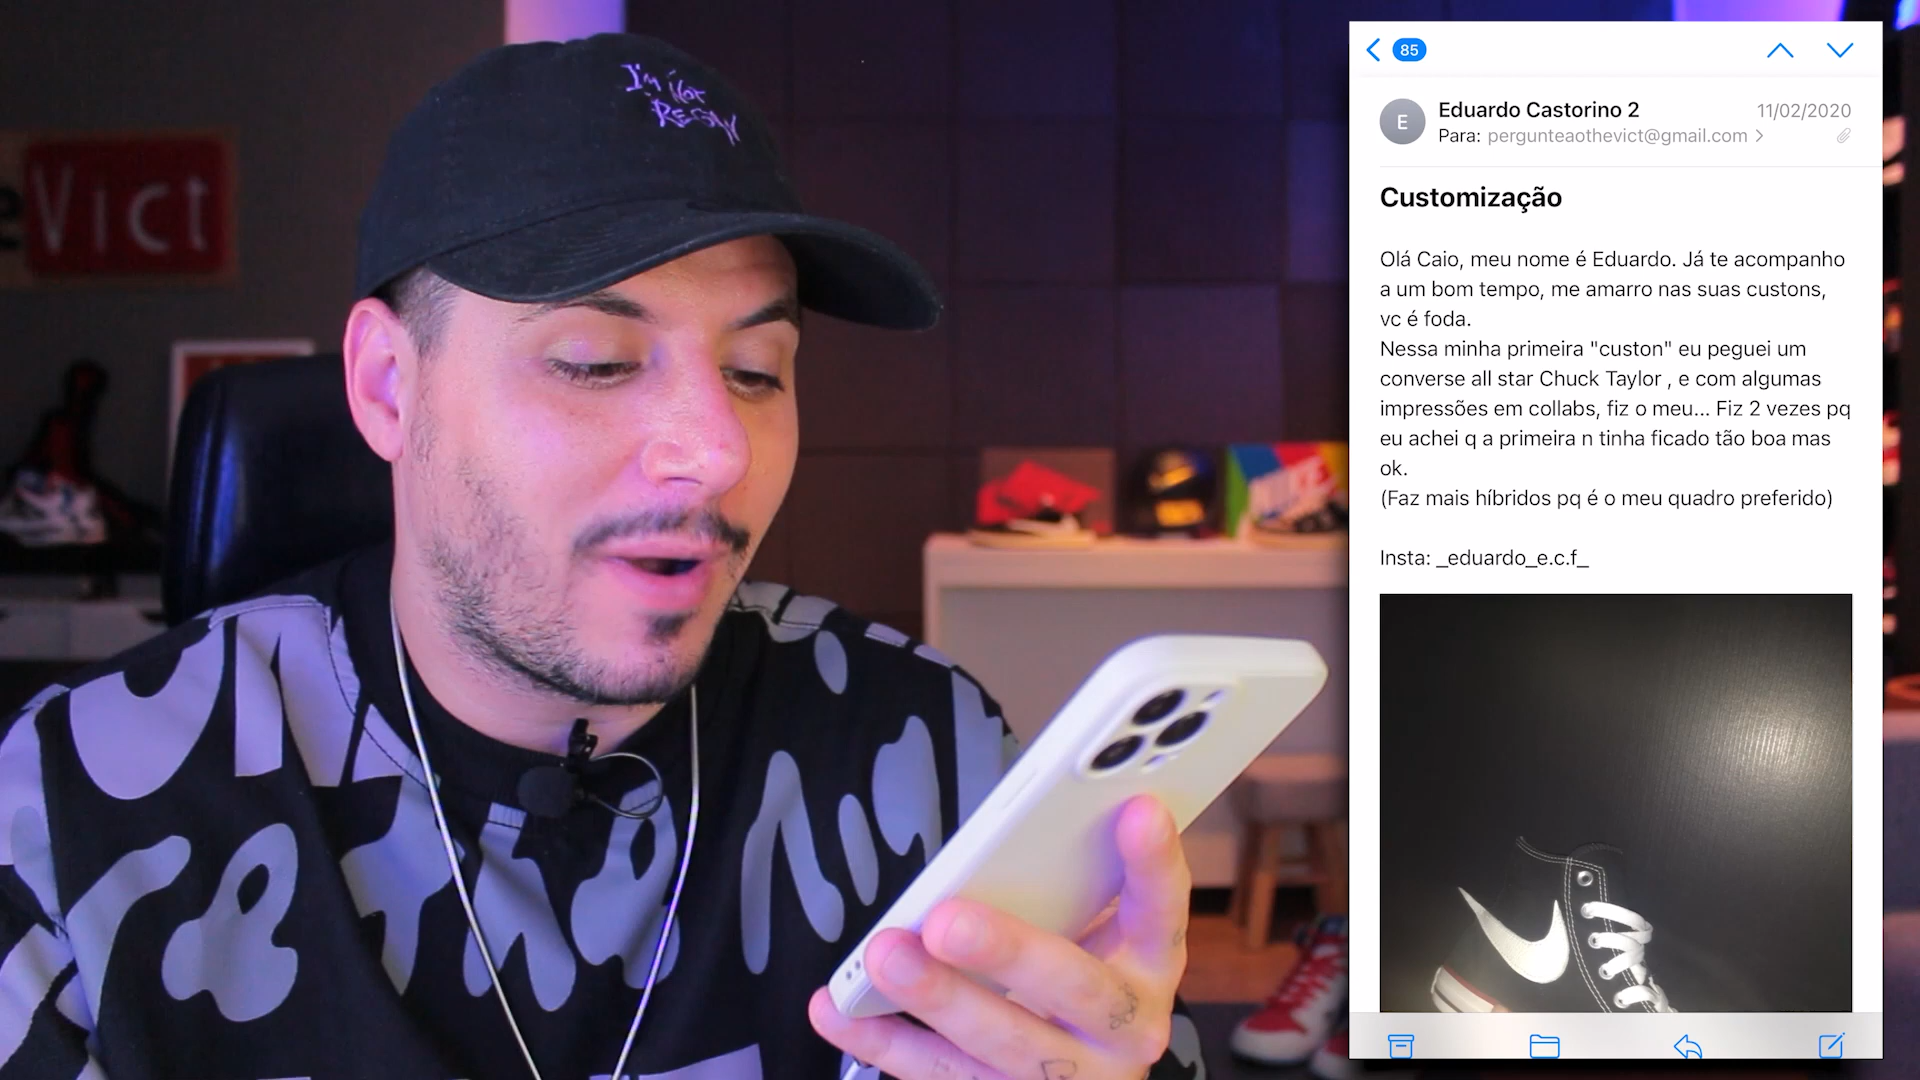 I'm Not
READY
Vict
85
Eduardo Castorino 2
11/02/2020
Para: pergunteaothevict@gmail.com
E
Customização
Olá Caio, meu nome é Eduardo. Já te acompanho
a um bom tempo, me amarro nas suas custons,
vc é foda.
Nessa minha primeira "custon" eu peguei um
converse all star Chuck Taylor , e com algumas
impressões em collabs, fiz o meu... Fiz 2 vezes pq
eu achei q a primeira n tinha ficado tão boa mas
ok.
(Faz mais híbridos pq é o meu quadro preferido)
Insta: _eduardo_e.c.f_